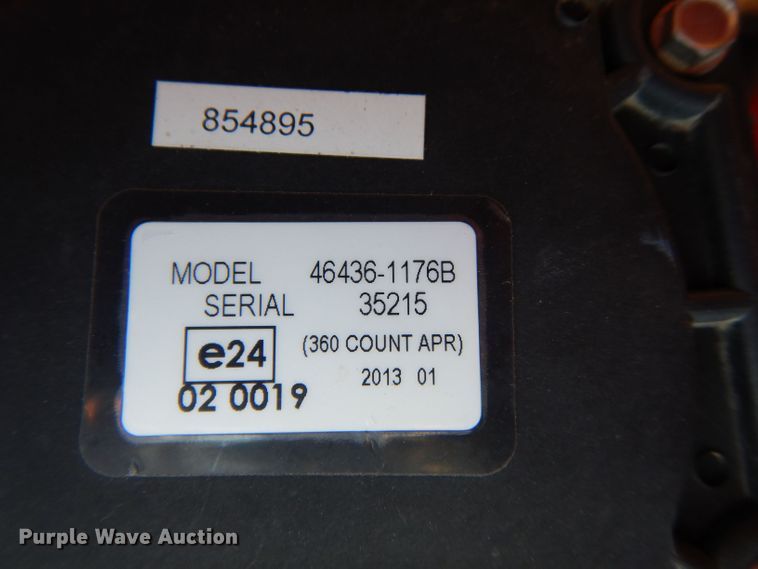 854895
MODEL 46436-1176B
SERIAL 35215
e24 (360 COUNT APR)
02 0019 2013 01
Purple Wave Auction